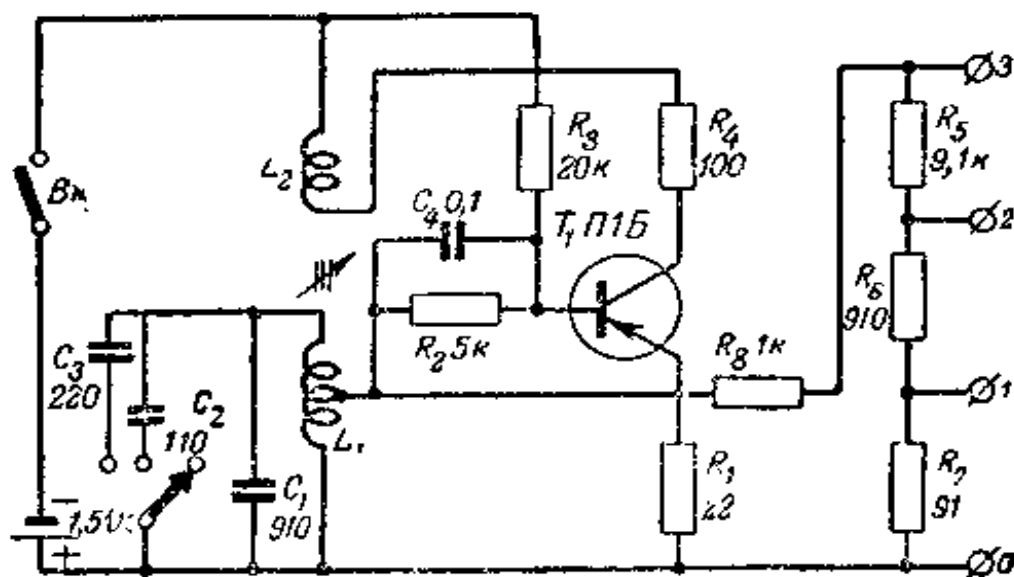 Вк
L₂
C₄ 0,1
R₃
20к
R₄
100
T₁ П1Б
R₅
9,1к
3
2
R₆
910
1
R₂ 5к
R₈ 1к
C₃
220
C₂
110
L₁
C₁
910
1,5v
−
+
R₁
22
R₇
91
0